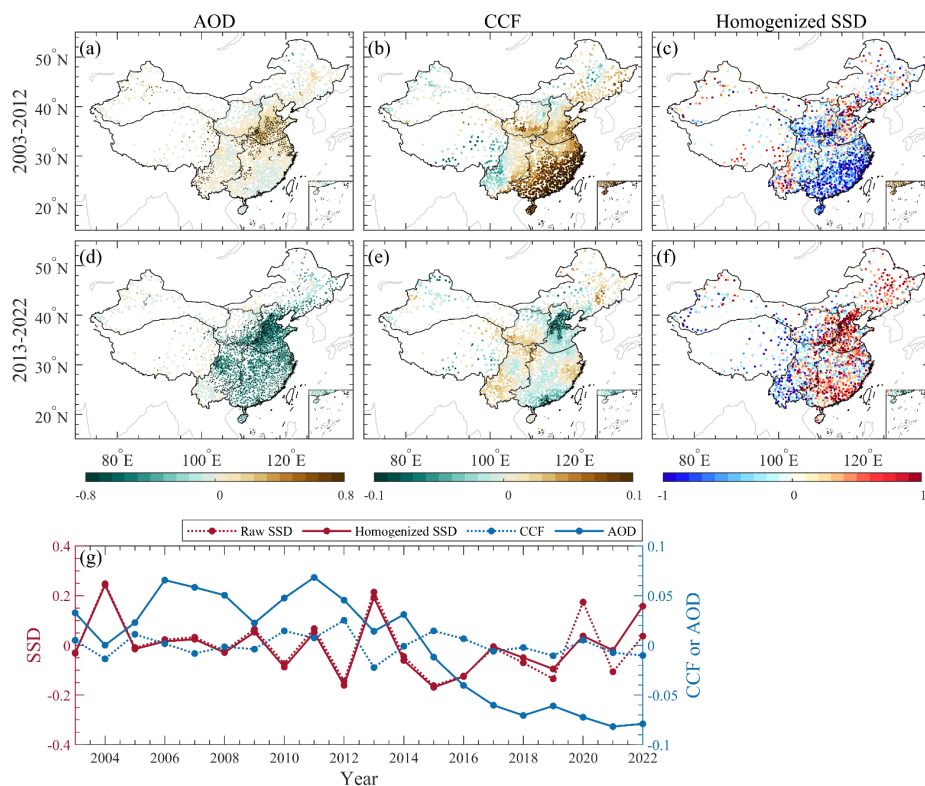 AOD CCF Homogenized SSD
(a) (b) (c)
50° N
40° N
30° N
20° N
2003-2012
(d) (e) (f)
50° N
40° N
30° N
20° N
2013-2022
80° E 100° E 120° E 80° E 100° E 120° E 80° E 100° E 120° E
-0.8 0 0.8 -0.1 0 0.1 -1 0 1
Raw SSD Homogenized SSD CCF AOD
(g)
0.4 0.1
0.2 0.05
0 0
-0.2 -0.05
-0.4 -0.1
SSD
CCF or AOD
2004 2006 2008 2010 2012 2014 2016 2018 2020 2022
Year